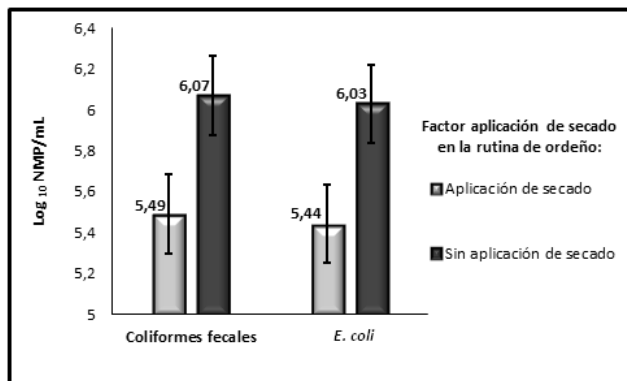 6,4
6,2
6
5,8
5,6
5,4
5,2
5
Log 10 NMP/mL
5,49
6,07
5,44
6,03
Coliformes fecales
E. coli
Factor aplicación de secado
en la rutina de ordeño:
Aplicación de secado
Sin aplicación de secado